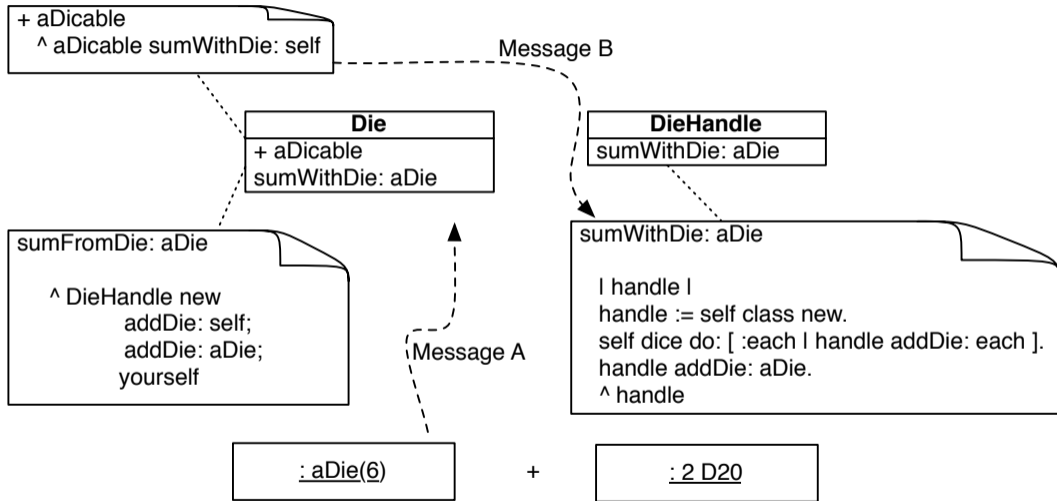 + aDicable
^ aDicable sumWithDie: self
Message B
Die
+ aDicable
sumWithDie: aDie
DieHandle
sumWithDie: aDie
sumFromDie: aDie
^ DieHandle new
addDie: self;
addDie: aDie;
yourself
sumWithDie: aDie
| handle |
handle := self class new.
self dice do: [ :each | handle addDie: each ].
handle addDie: aDie.
^ handle
Message A
: aDie(6)
+
: 2 D20